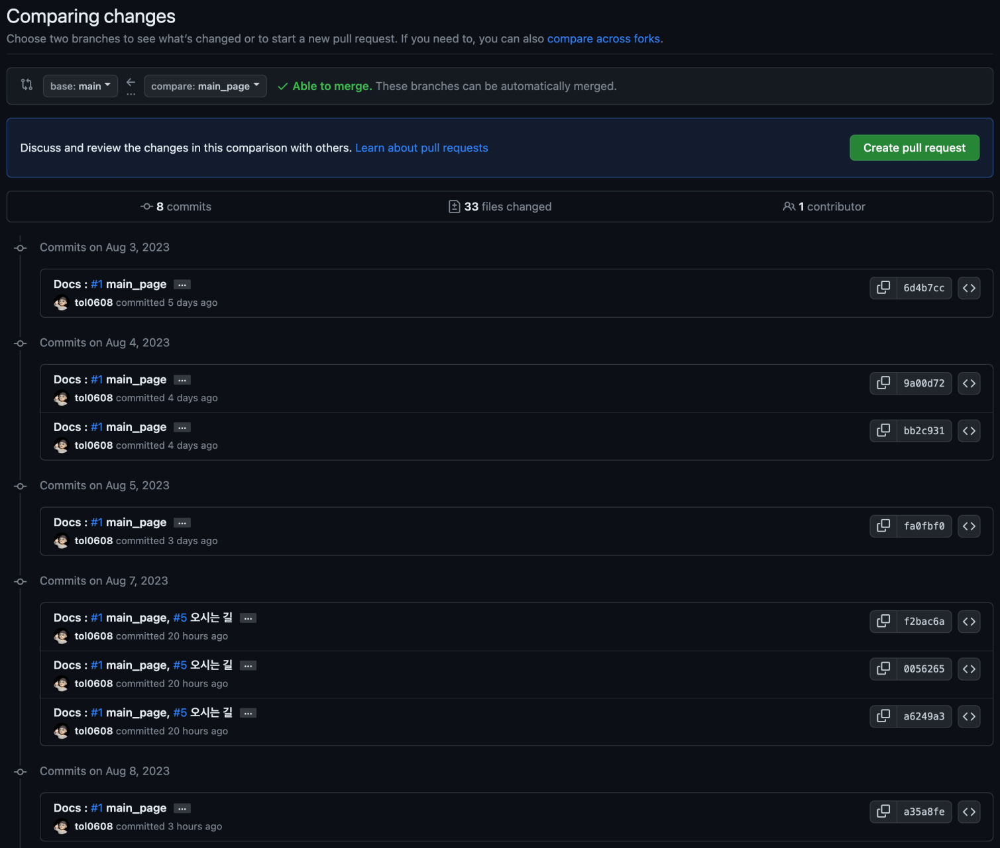 Comparing changes
Choose two branches to see what's changed or to start a new pull request. If you need to, you can also compare across forks.
base: main ... compare: main_page Able to merge. These branches can be automatically merged.
Discuss and review the changes in this comparison with others. Learn about pull requests Create pull request
8 commits 33 files changed 1 contributor
Commits on Aug 3, 2023
Docs : #1 main_page ...
6d4b7cc
tol0608 committed 5 days ago
Commits on Aug 4, 2023
Docs : #1 main_page ...
9a00d72
tol0608 committed 4 days ago
Docs : #1 main_page ...
bb2c931
tol0608 committed 4 days ago
Commits on Aug 5, 2023
Docs : #1 main_page ...
fa0fbf0
tol0608 committed 3 days ago
Commits on Aug 7, 2023
Docs : #1 main_page, #5 오시는 길 ...
f2bac6a
tol0608 committed 20 hours ago
Docs : #1 main_page, #5 오시는 길 ...
0056265
tol0608 committed 20 hours ago
Docs : #1 main_page, #5 오시는 길 ...
a6249a3
tol0608 committed 20 hours ago
Commits on Aug 8, 2023
Docs : #1 main_page ...
a35a8fe
tol0608 committed 3 hours ago